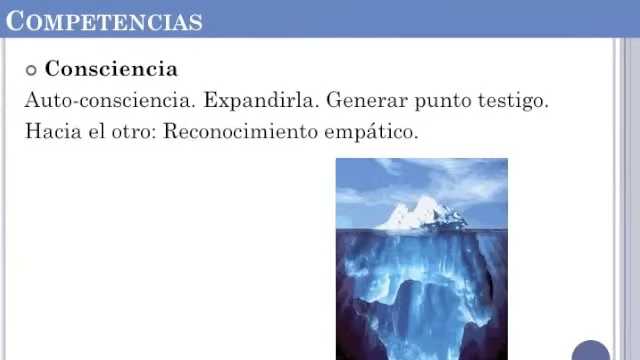 COMPETENCIAS
Consciencia
Auto-consciencia. Expandirla. Generar punto testigo.
Hacia el otro: Reconocimiento empático.